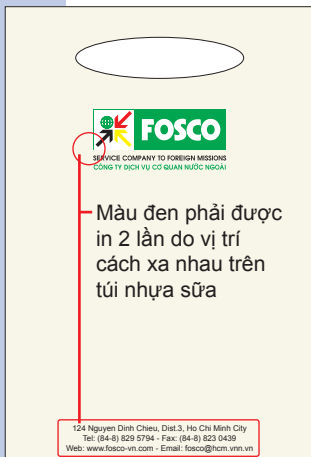 FOSCO
SERVICE COMPANY TO FOREIGN MISSIONS
CÔNG TY DỊCH VỤ CƠ QUAN NƯỚC NGOÀI
Màu đen phải được
in 2 lần do vị trí
cách xa nhau trên
túi nhựa sữa
124 Nguyen Dinh Chieu, Dist.3, Ho Chi Minh City
Tel: (84-8) 829 5794 - Fax: (84-8) 823 0439
Web: www.fosco-vn.com - Email: fosco@hcm.vnn.vn